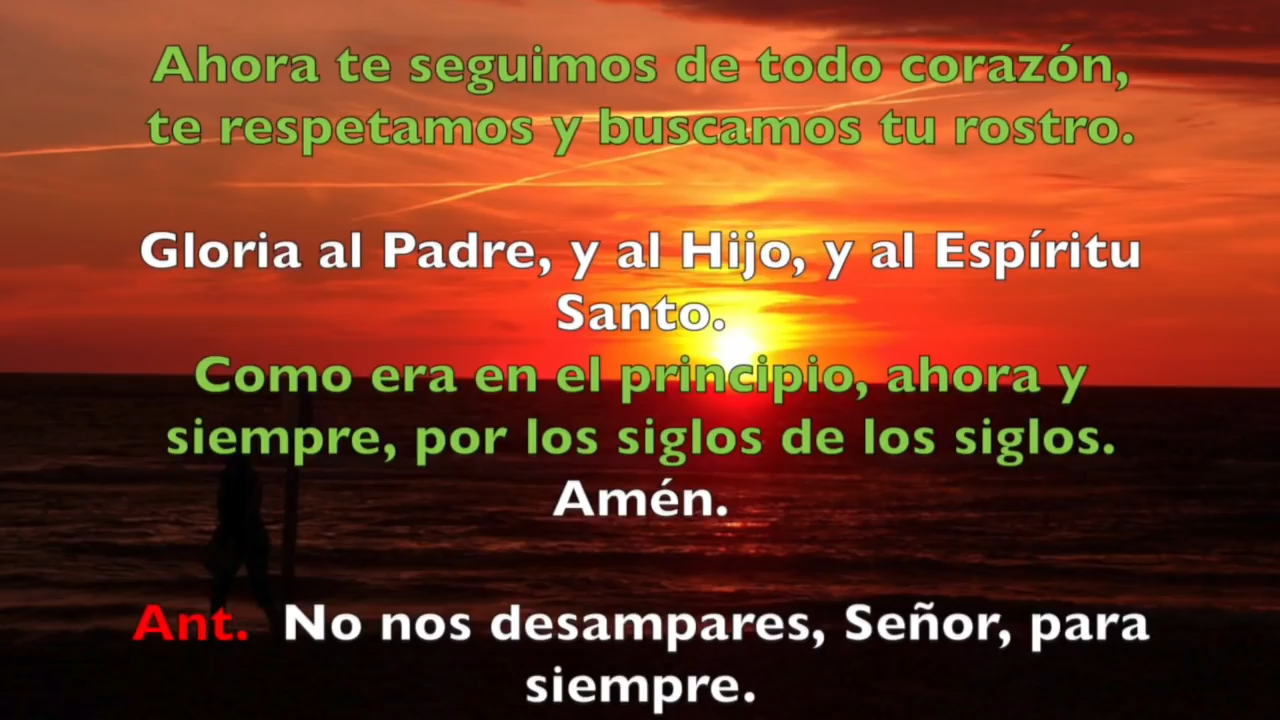 Ahora te seguimos de todo corazón,
te respetamos y buscamos tu rostro.
Gloria al Padre, y al Hijo, y al Espíritu
Santo.
Como era en el principio, ahora y
siempre, por los siglos de los siglos.
Amén.
Ant. No nos desampares, Señor, para
siempre.